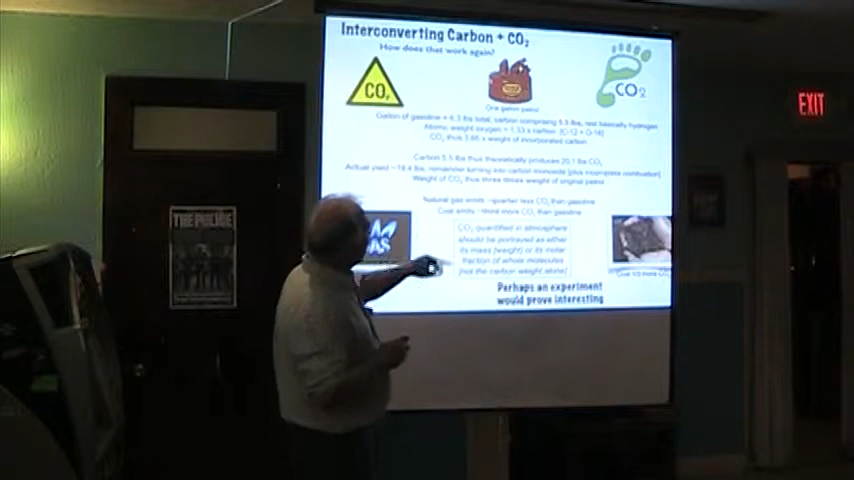 Interconverting Carbon + CO₂
How does that work again?
CO₂
CO₂
One gallon petrol
Gallon of gasoline = 6.3 lbs total, carbon comprising 5.5 lbs, rest basically hydrogen
Atomic weight oxygen = 1.33 x carbon [C-12 + O-16]
CO₂ thus 3.66 x weight of incorporated carbon
Carbon 5.5 lbs thus theoretically produces 20.1 lbs CO₂
Actual yield ~19.4 lbs, remainder turning into carbon monoxide [plus incomplete combustion]
Weight of CO₂ thus three times weight of original petrol
Natural gas emits ~quarter less CO₂ than gasoline
Coal emits ~third more CO₂ than gasoline
GAS
CO₂ quantified in atmosphere
should be portrayed as either
its mass [weight] or its molar
fraction of whole molecules
[not the carbon weight alone]
Coal 1/3 more CO₂
Perhaps an experiment
would prove interesting
THE POLICE
EXIT